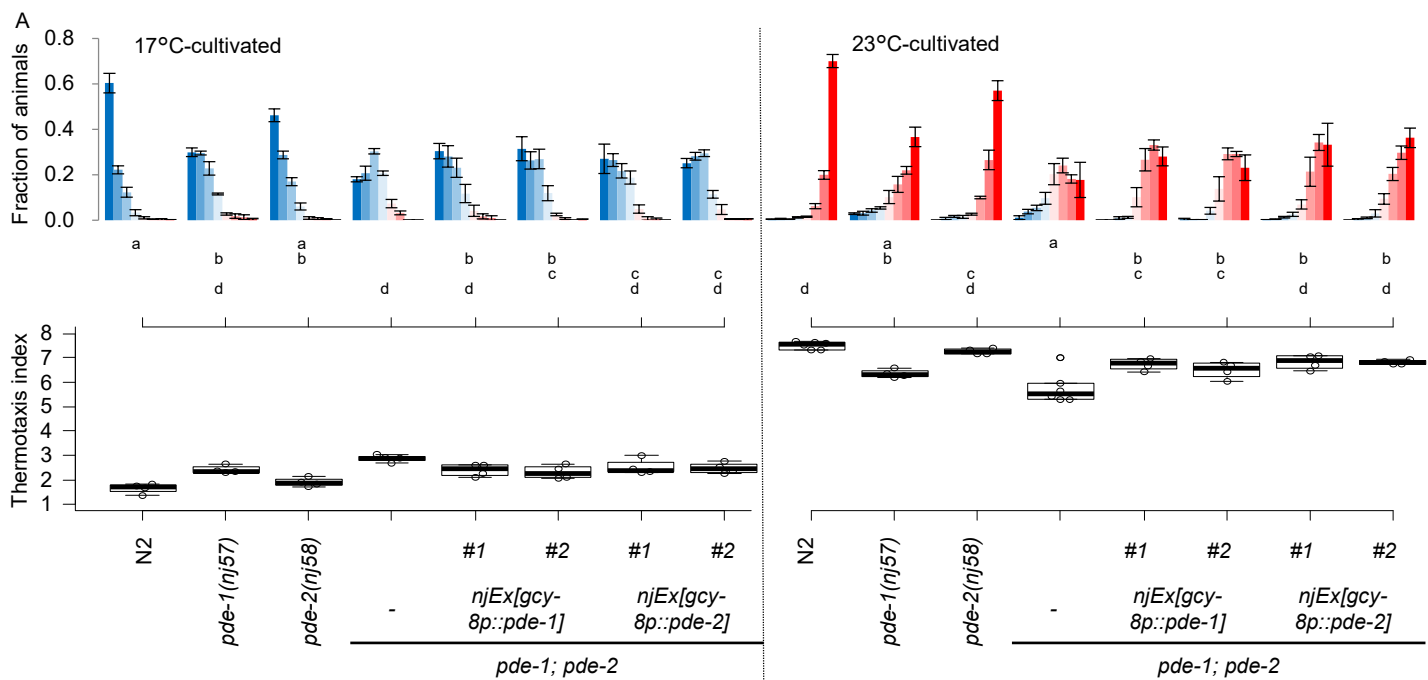 A
17°C-cultivated
23°C-cultivated
Fraction of animals
0.8
0.6
0.4
0.2
0.0
a a a a
b b b b a b b b b
d d d c c c c c c
d d d d d d
Thermotaxis index
8
7
6
5
4
3
2
1
N2 pde-1(nj57) pde-2(nj58) - #1 #2 #1 #2
njEx[gcy-8p::pde-1] njEx[gcy-8p::pde-2]
pde-1; pde-2
N2 pde-1(nj57) pde-2(nj58) - #1 #2 #1 #2
njEx[gcy-8p::pde-1] njEx[gcy-8p::pde-2]
pde-1; pde-2